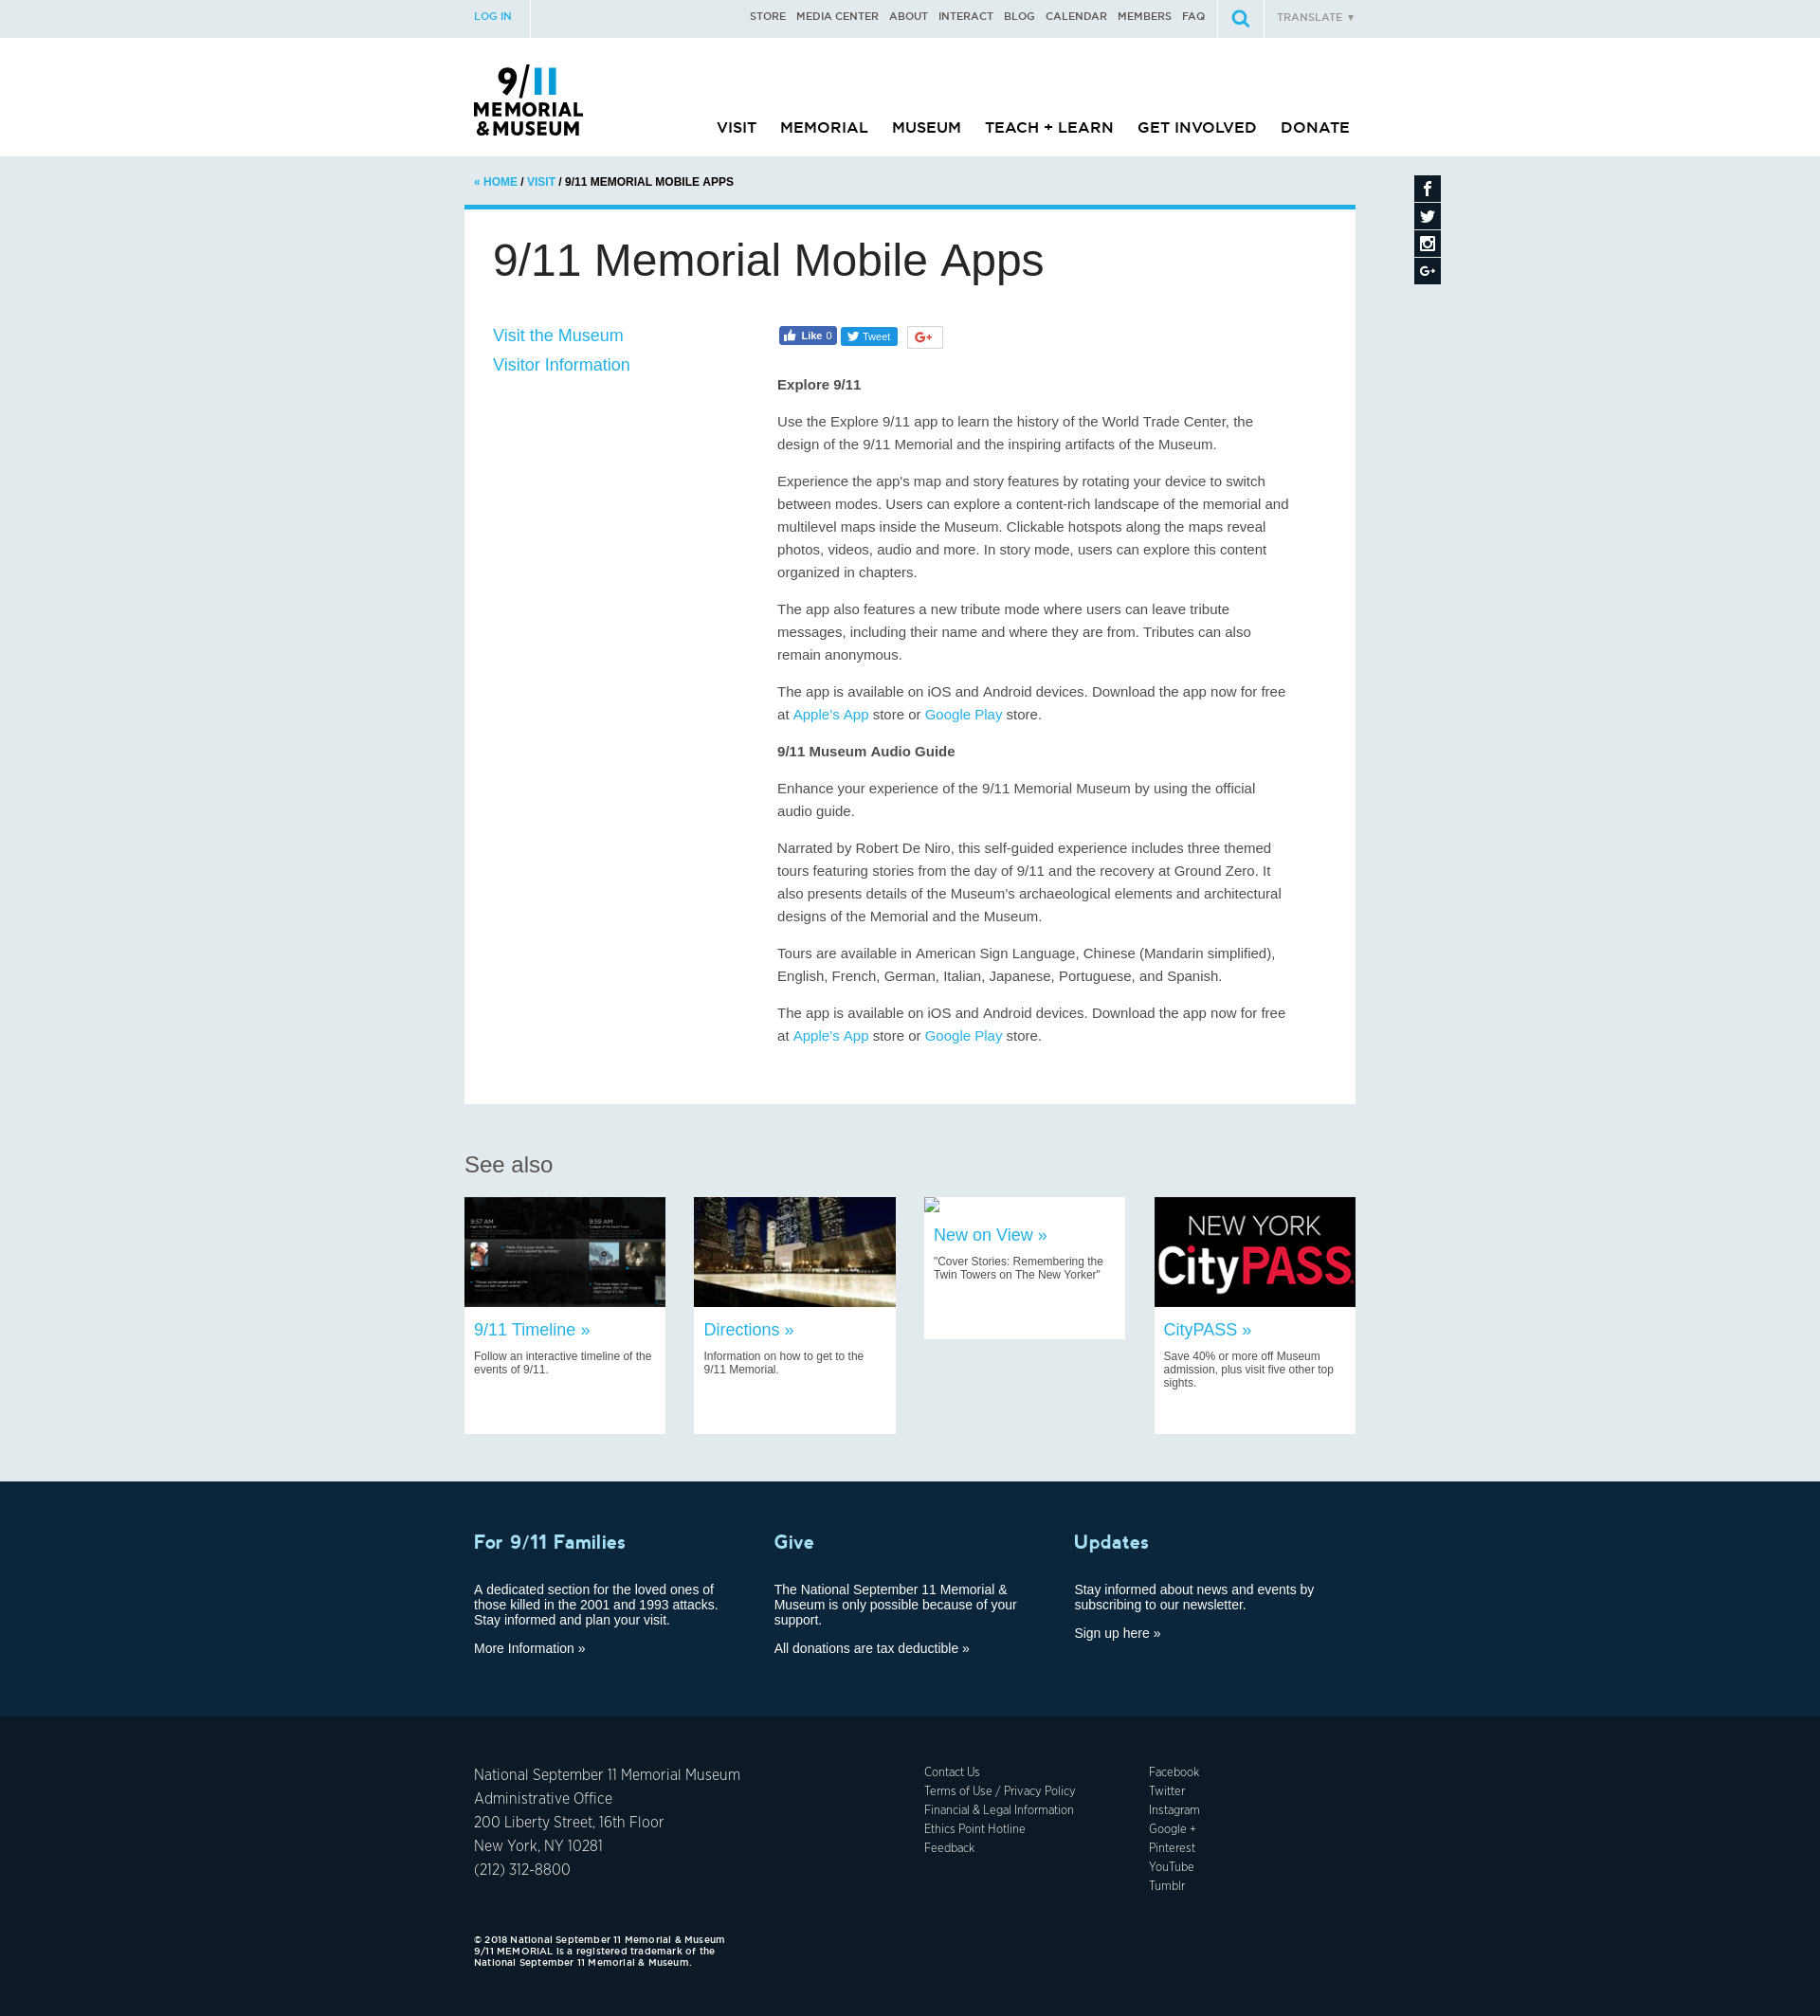 LOG IN
STORE MEDIA CENTER ABOUT INTERACT BLOG CALENDAR MEMBERS FAQ
TRANSLATE ▼
9/11
MEMORIAL
&MUSEUM
VISIT MEMORIAL MUSEUM TEACH + LEARN GET INVOLVED DONATE
« HOME / VISIT / 9/11 MEMORIAL MOBILE APPS
9/11 Memorial Mobile Apps
Visit the Museum
Visitor Information
Like 0 Tweet G+
Explore 9/11
Use the Explore 9/11 app to learn the history of the World Trade Center, the
design of the 9/11 Memorial and the inspiring artifacts of the Museum.
Experience the app's map and story features by rotating your device to switch
between modes. Users can explore a content-rich landscape of the memorial and
multilevel maps inside the Museum. Clickable hotspots along the maps reveal
photos, videos, audio and more. In story mode, users can explore this content
organized in chapters.
The app also features a new tribute mode where users can leave tribute
messages, including their name and where they are from. Tributes can also
remain anonymous.
The app is available on iOS and Android devices. Download the app now for free
at Apple's App store or Google Play store.
9/11 Museum Audio Guide
Enhance your experience of the 9/11 Memorial Museum by using the official
audio guide.
Narrated by Robert De Niro, this self-guided experience includes three themed
tours featuring stories from the day of 9/11 and the recovery at Ground Zero. It
also presents details of the Museum’s archaeological elements and architectural
designs of the Memorial and the Museum.
Tours are available in American Sign Language, Chinese (Mandarin simplified),
English, French, German, Italian, Japanese, Portuguese, and Spanish.
The app is available on iOS and Android devices. Download the app now for free
at Apple’s App store or Google Play store.
See also
9:57 AM
9:59 AM
9/11 Timeline »
Follow an interactive timeline of the
events of 9/11.
Directions »
Information on how to get to the
9/11 Memorial.
New on View »
"Cover Stories: Remembering the
Twin Towers on The New Yorker"
NEW YORK
CityPASS
CityPASS »
Save 40% or more off Museum
admission, plus visit five other top
sights.
For 9/11 Families
A dedicated section for the loved ones of
those killed in the 2001 and 1993 attacks.
Stay informed and plan your visit.
More Information »
Give
The National September 11 Memorial &
Museum is only possible because of your
support.
All donations are tax deductible »
Updates
Stay informed about news and events by
subscribing to our newsletter.
Sign up here »
National September 11 Memorial Museum
Administrative Office
200 Liberty Street, 16th Floor
New York, NY 10281
(212) 312-8800
Contact Us
Terms of Use / Privacy Policy
Financial & Legal Information
Ethics Point Hotline
Feedback
Facebook
Twitter
Instagram
Google +
Pinterest
YouTube
Tumblr
© 2018 National September 11 Memorial & Museum
9/11 MEMORIAL is a registered trademark of the
National September 11 Memorial & Museum.